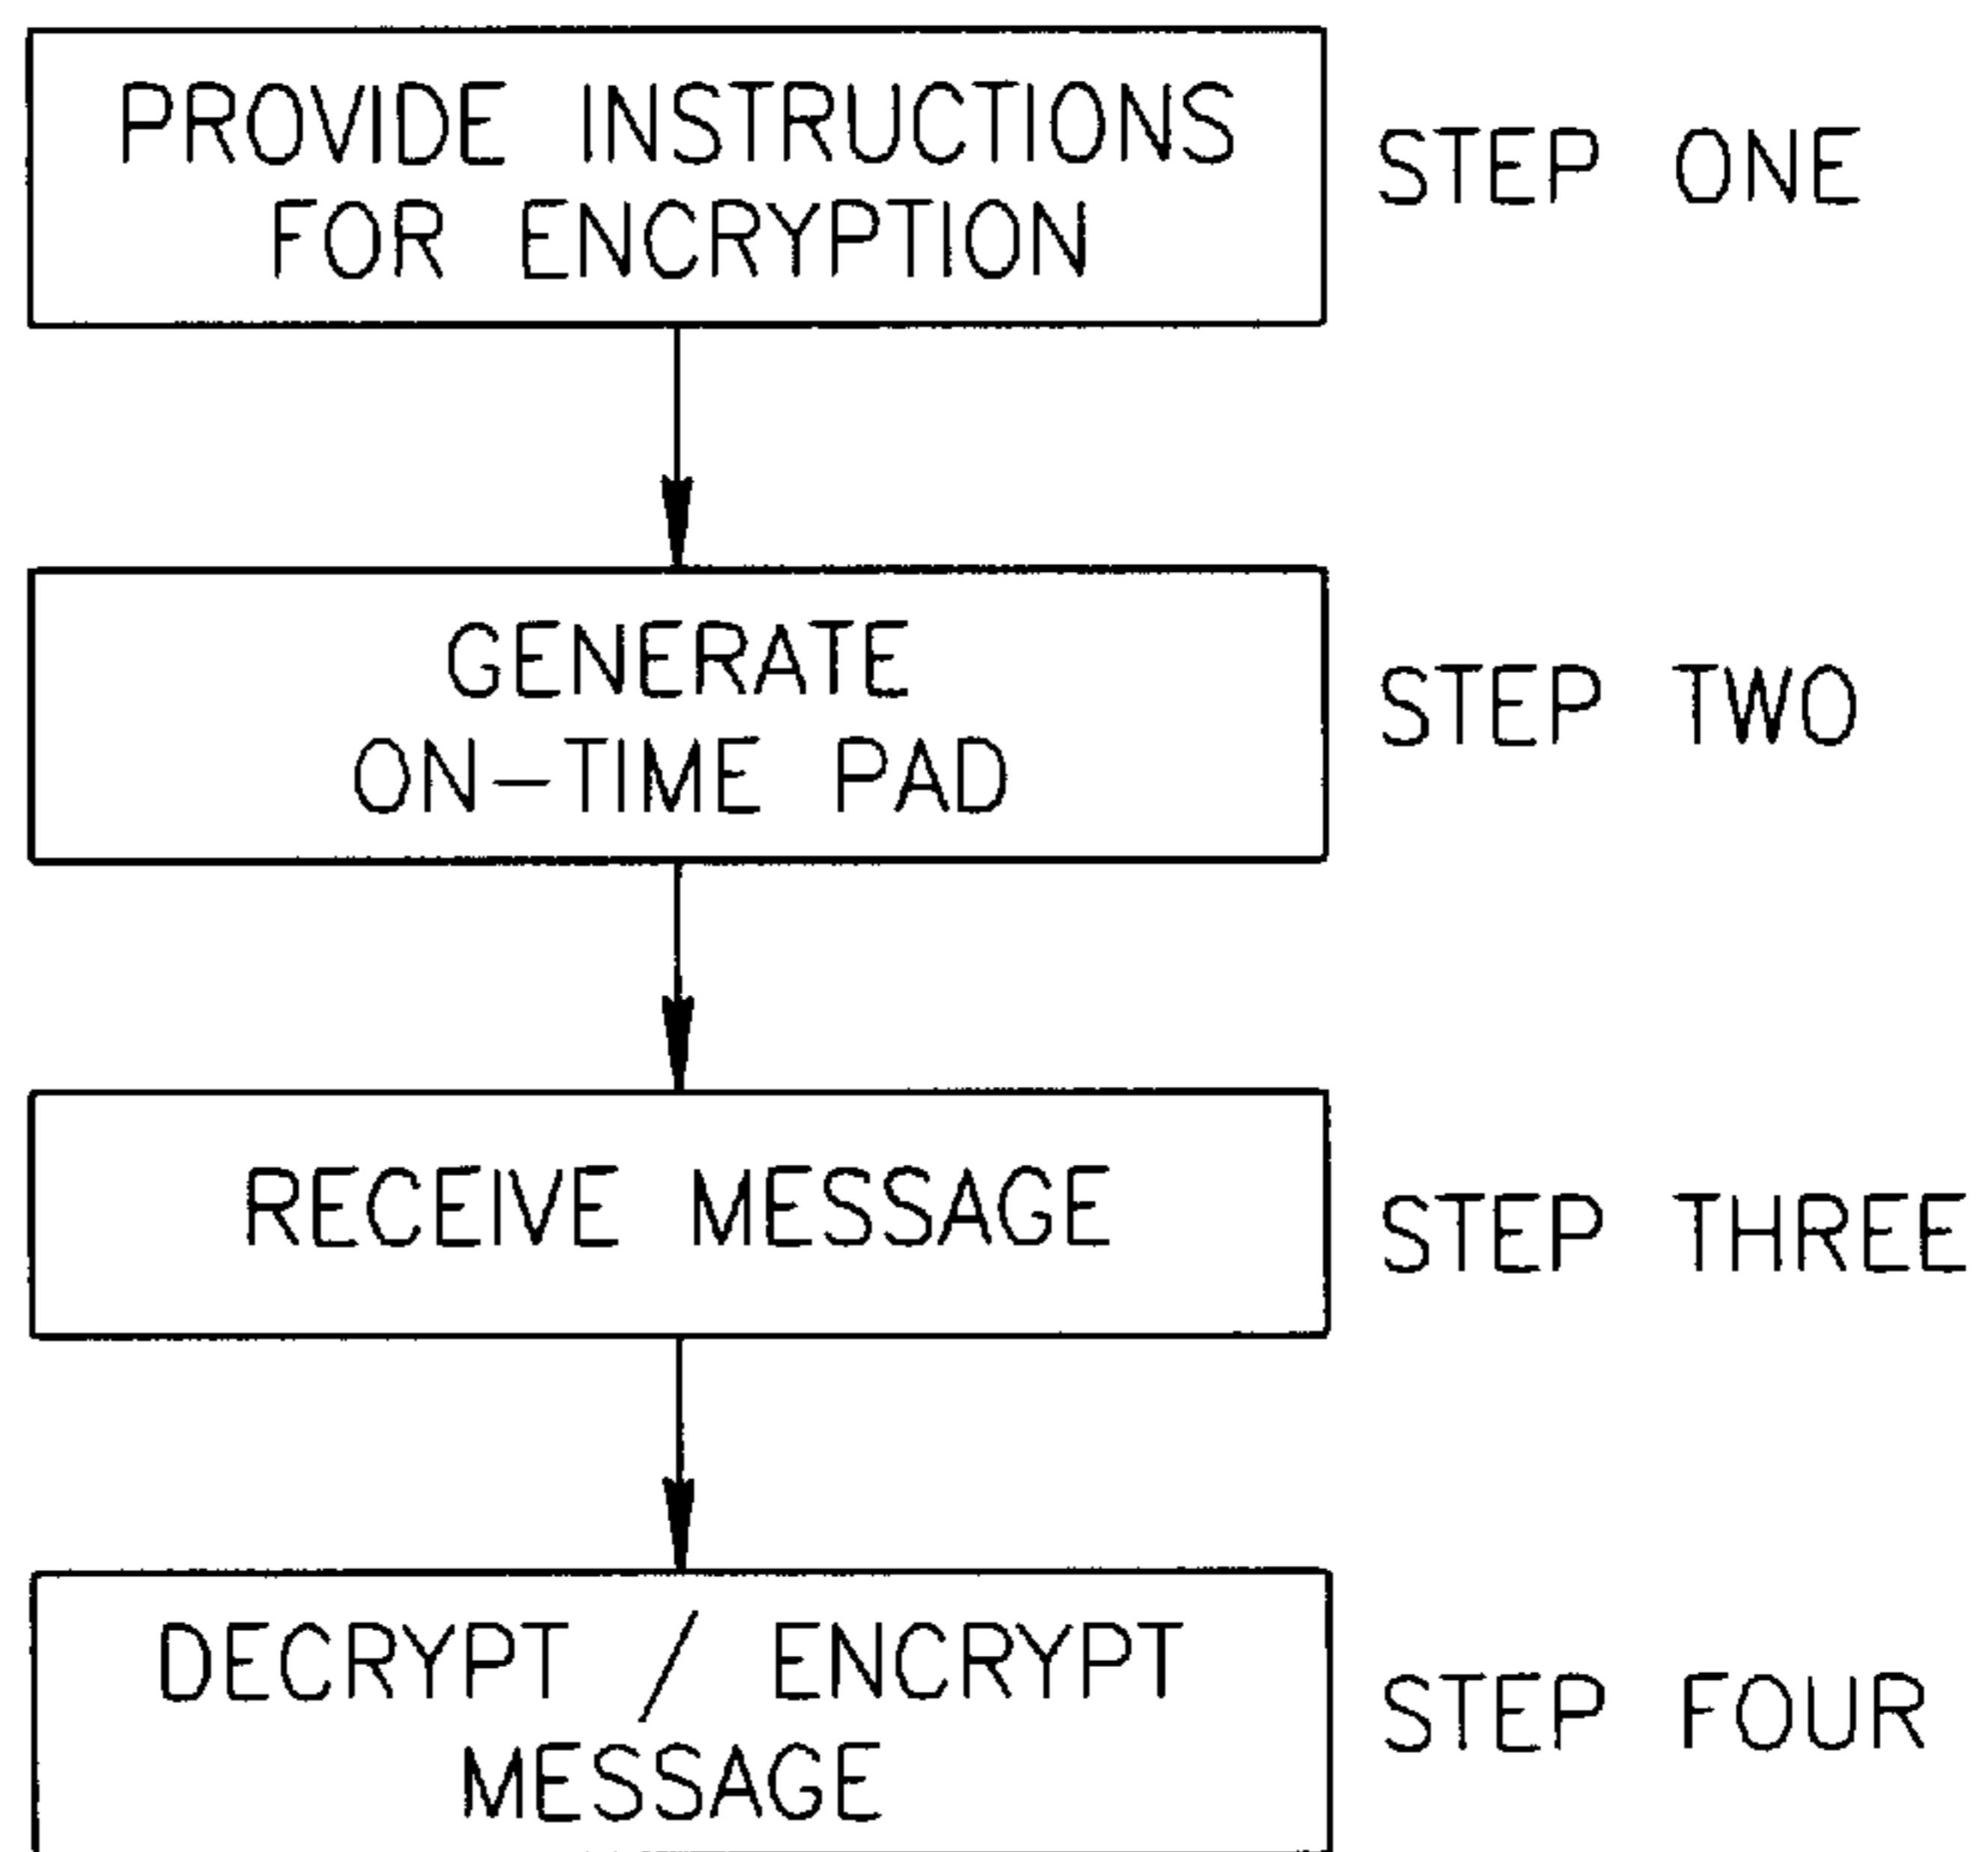 PROVIDE INSTRUCTIONS
FOR ENCRYPTION
STEP ONE
GENERATE
ON-TIME PAD
STEP TWO
RECEIVE MESSAGE
STEP THREE
DECRYPT / ENCRYPT
MESSAGE
STEP FOUR